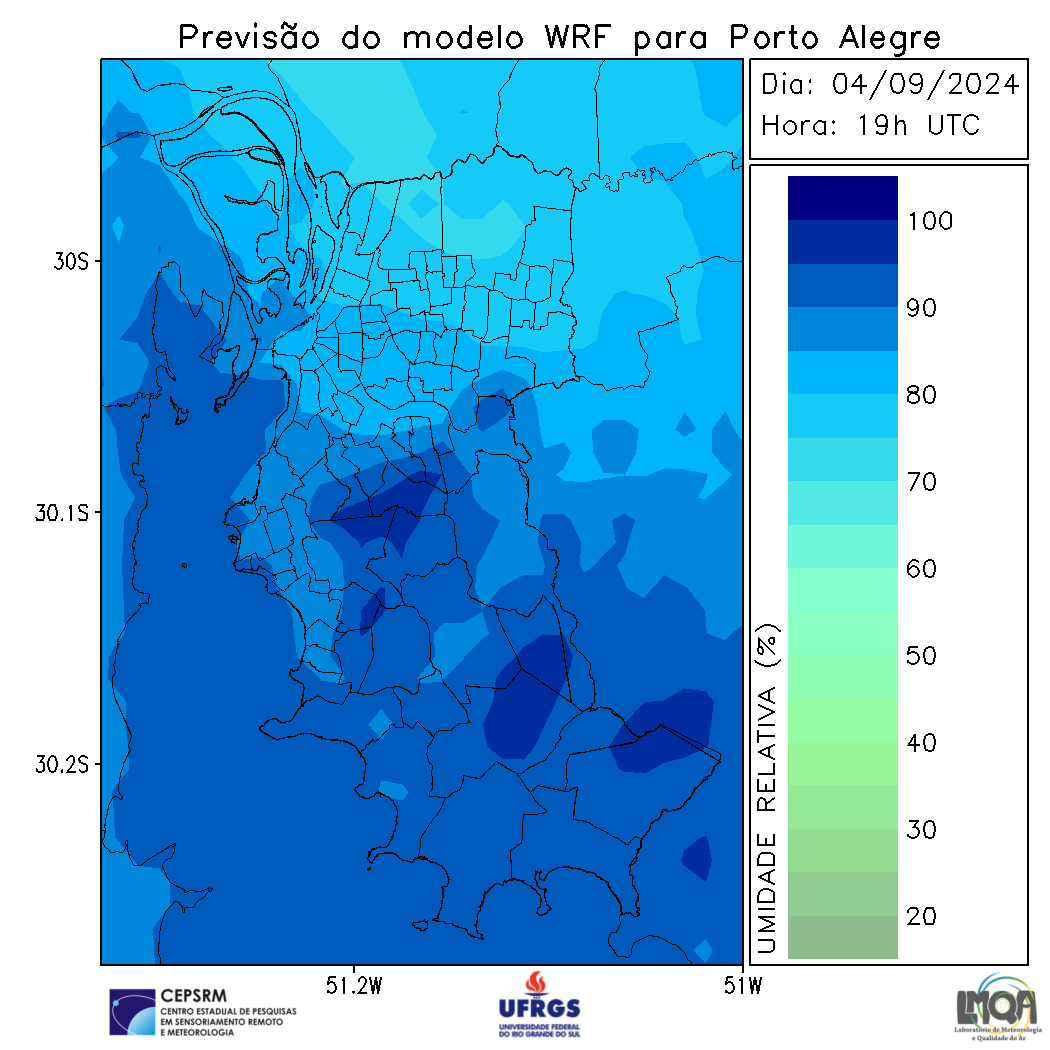 Previsão do modelo WRF para Porto Alegre
Dia: 04/09/2024
Hora: 19h UTC
30S
30.1S
30.2S
51.2W
51W
UMIDADE RELATIVA (%)
100
90
80
70
60
50
40
30
20
CEPSRM
CENTRO ESTADUAL DE PESQUISAS
EM SENSORIAMENTO REMOTO
E METEOROLOGIA
UFRGS
UNIVERSIDADE FEDERAL
DO RIO GRANDE DO SUL
LMQA
Laboratório de Meteorologia
e Qualidade do Ar